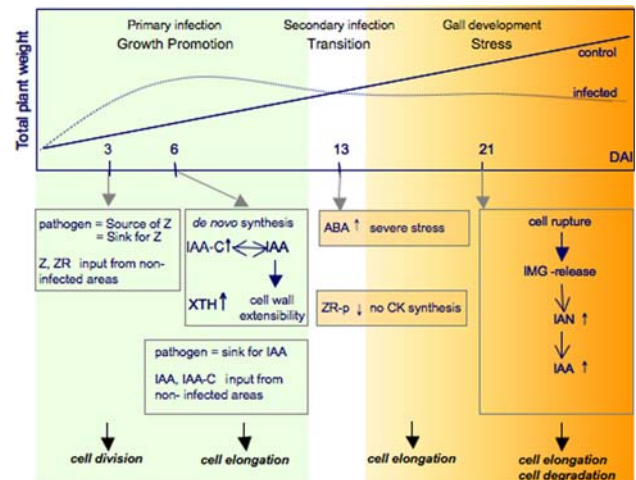 Primary infection
Growth Promotion
Secondary infection
Transition
Gall development
Stress
Total plant weight
control
infected
3
6
13
21
DAI
pathogen = Source of Z
= Sink for Z
Z, ZR input from non-
infected areas
de novo synthesis
IAA-C↑ ⟺ IAA
XTH↑
cell wall
extensibility
pathogen = sink for IAA
IAA, IAA-C input from
non- infected areas
ABA ↑ severe stress
ZR-p ↓ no CK synthesis
cell rupture
IMG -release
IAN ↑
IAA ↑
cell division
cell elongation
cell elongation
cell elongation
cell degradation